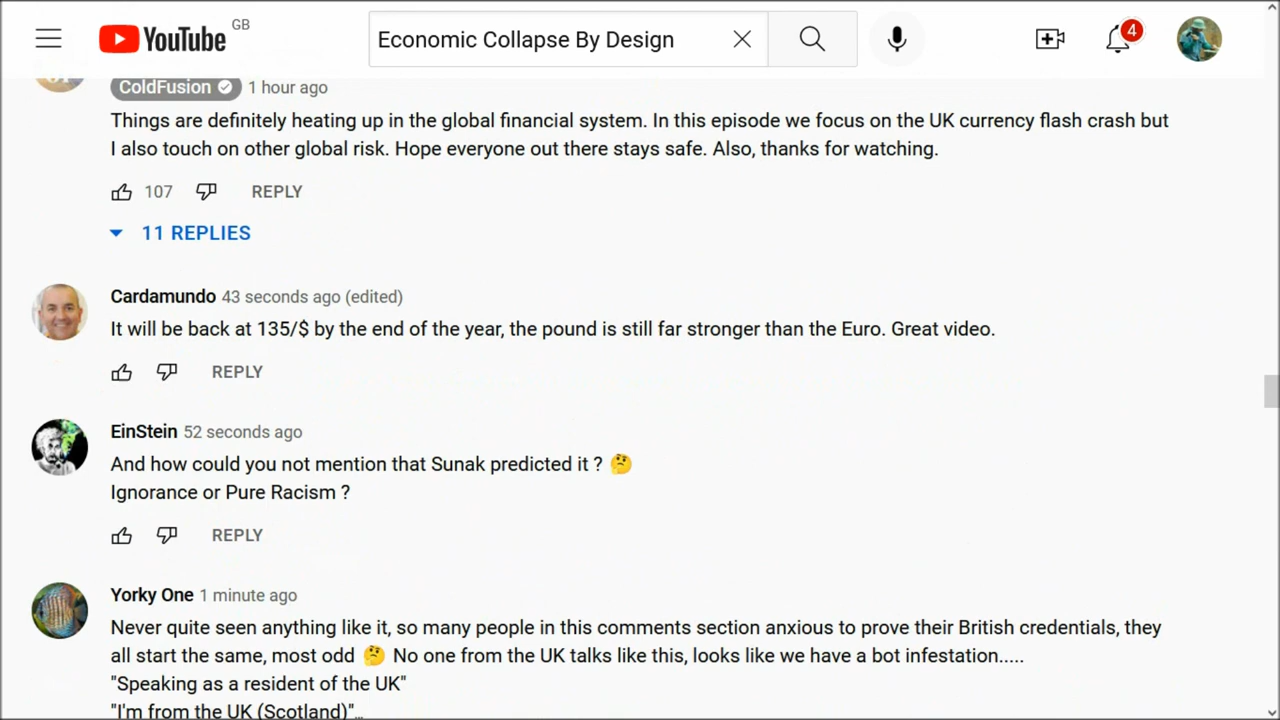 YouTube GB
Economic Collapse By Design
4
ColdFusion 1 hour ago
Things are definitely heating up in the global financial system. In this episode we focus on the UK currency flash crash but
I also touch on other global risk. Hope everyone out there stays safe. Also, thanks for watching.
107 REPLY
11 REPLIES
Cardamundo 43 seconds ago (edited)
It will be back at 135/$ by the end of the year, the pound is still far stronger than the Euro. Great video.
REPLY
EinStein 52 seconds ago
And how could you not mention that Sunak predicted it ? 🤔
Ignorance or Pure Racism ?
REPLY
Yorky One 1 minute ago
Never quite seen anything like it, so many people in this comments section anxious to prove their British credentials, they
all start the same, most odd 🤔 No one from the UK talks like this, looks like we have a bot infestation.....
"Speaking as a resident of the UK"
"I'm from the UK (Scotland)"...